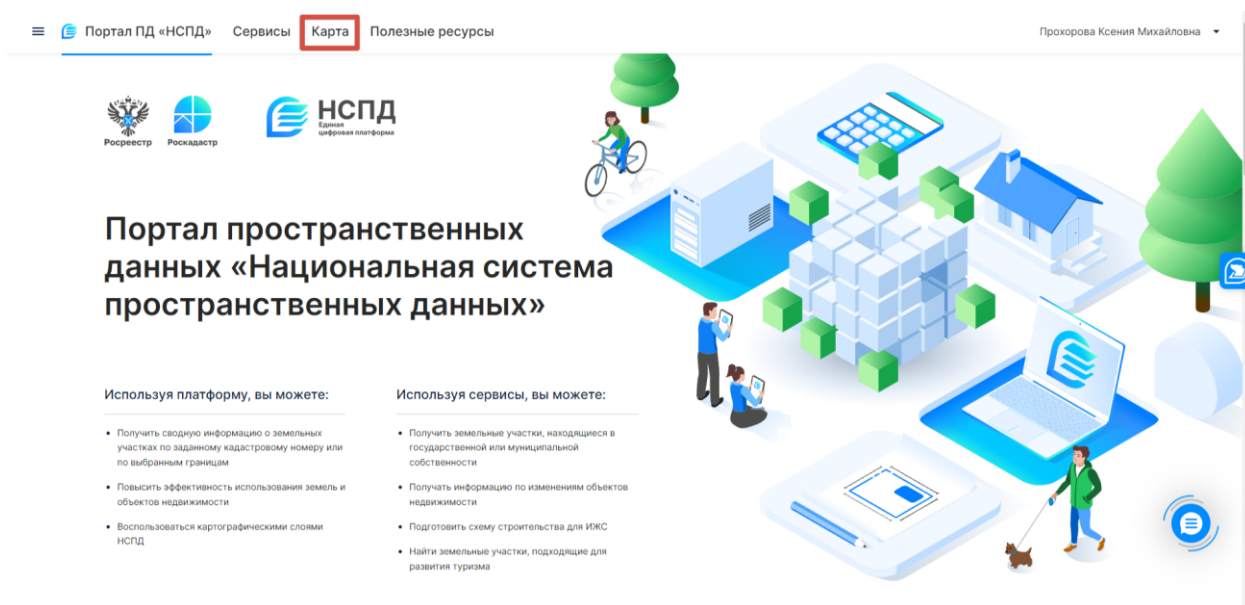 Портал ПД «НСПД»
Сервисы
Карта
Полезные ресурсы
Прохорова Ксения Михайловна
Росреестр
Роскадастр
НСПД
Единая
цифровая платформа
Портал пространственных
данных «Национальная система
пространственных данных»
Используя платформу, вы можете:
• Получить сводную информацию о земельных
участках по заданному кадастровому номеру или
по выбранным границам
• Повысить эффективность использования земель и
объектов недвижимости
• Воспользоваться картографическими слоями
НСПД
Используя сервисы, вы можете:
• Получить земельные участки, находящиеся в
государственной или муниципальной
собственности
• Получать информацию по изменениям объектов
недвижимости
• Подготовить схему строительства для ИЖС
• Найти земельные участки, подходящие для
развития туризма